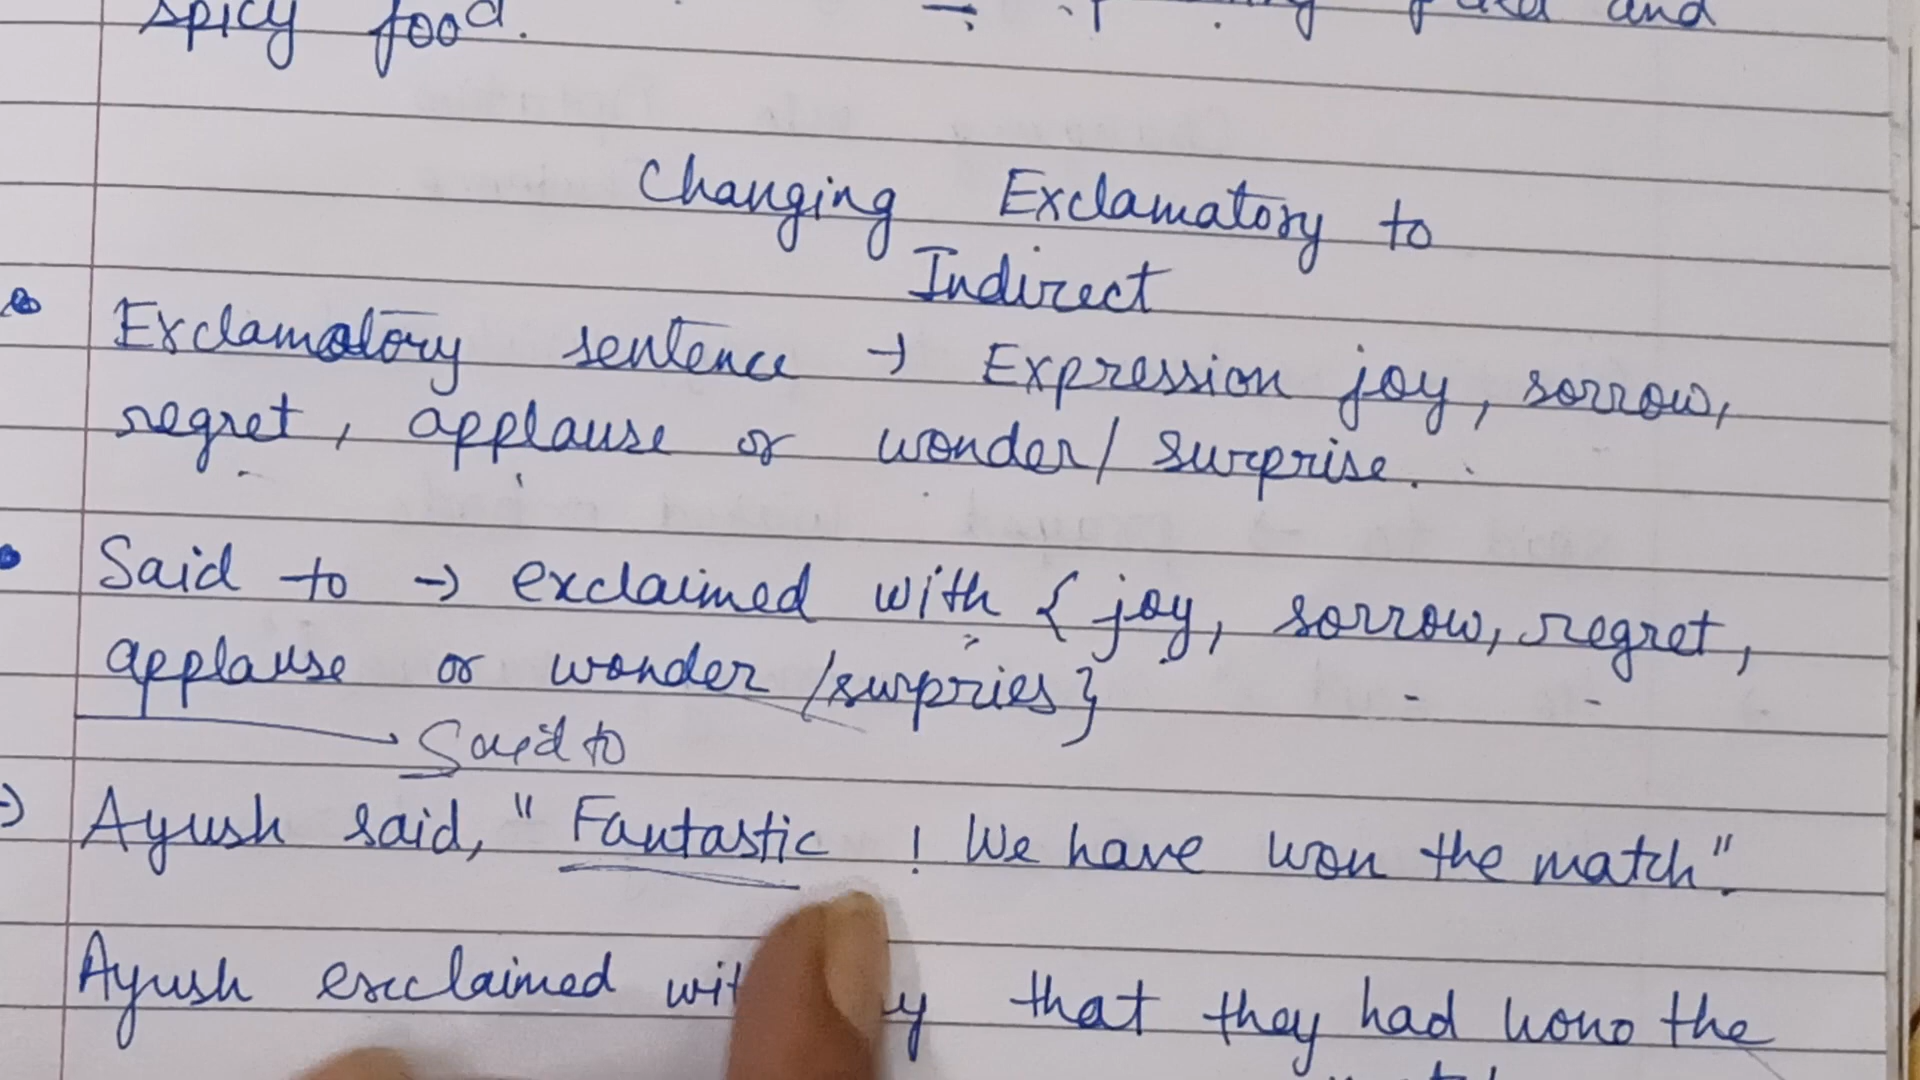 spicy food. and
Changing Exclamatory to
Indirect
Exclamatory sentence → Expression joy, sorrow,
regret, applause or wonder/ surprise.
Said to → exclaimed with { joy, sorrow, regret,
applause or wonder /surpries}
Said to
→ Ayush said, " Fantastic ! We have won the match".
Ayush exclaimed that they had wono the